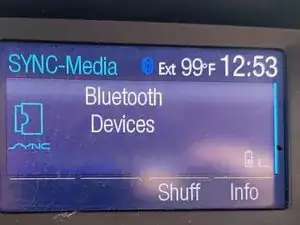 SYNC-Media Ext 99°F 12:53
Bluetooth
Devices
SYNC
Shuff Info